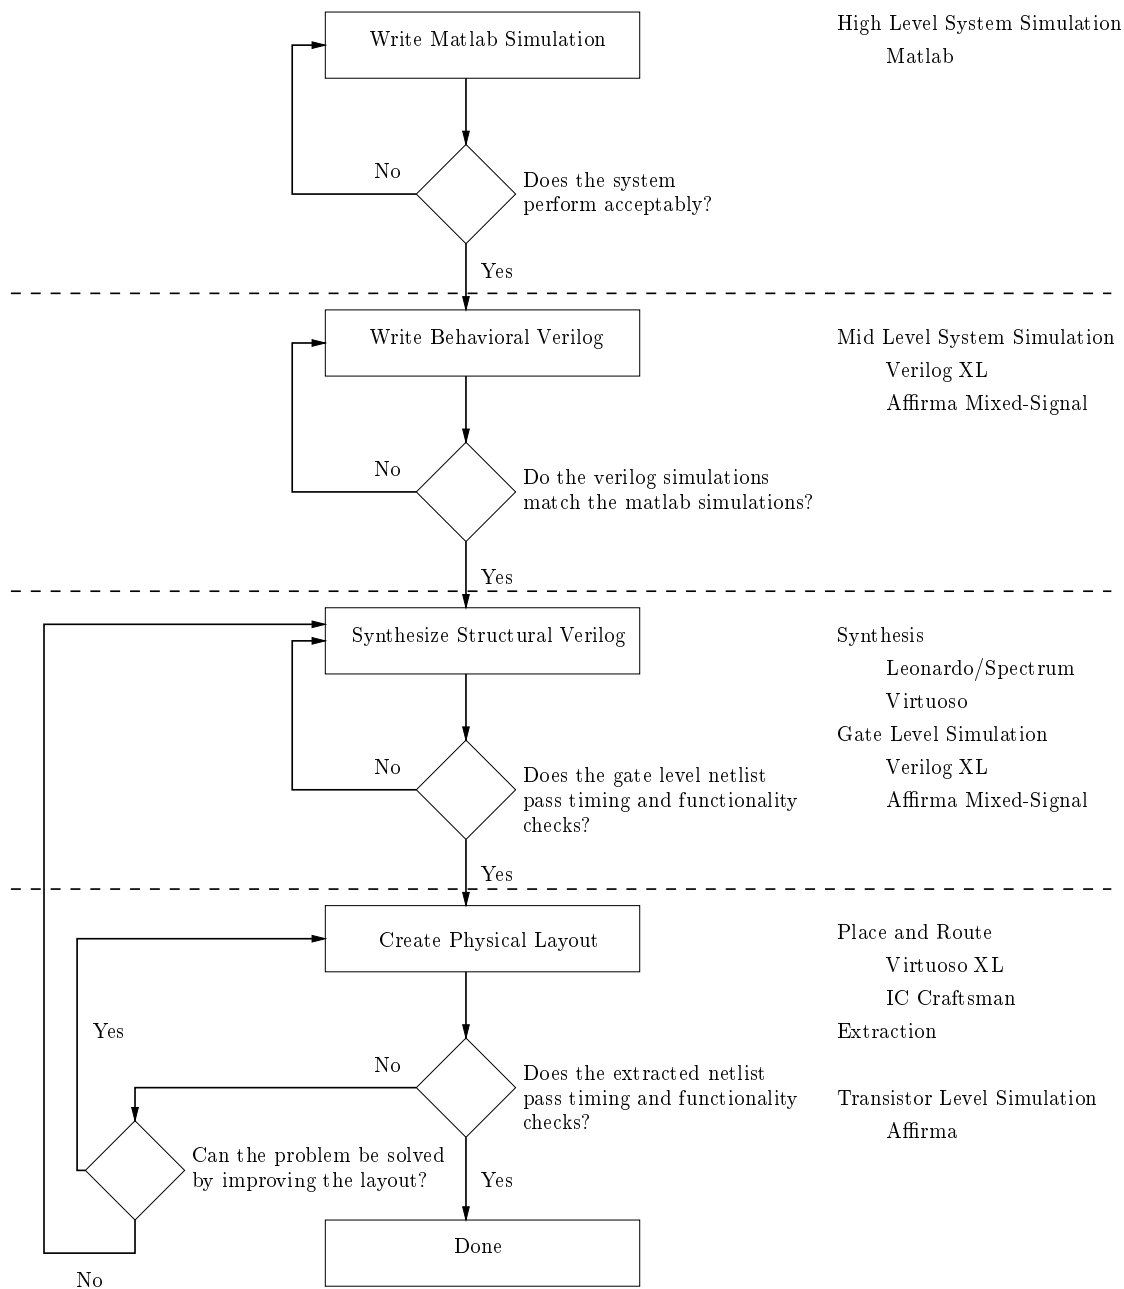 Write Matlab Simulation
High Level System Simulation
Matlab
No
Does the system
perform acceptably?
Yes
Write Behavioral Verilog
Mid Level System Simulation
Verilog XL
Affirma Mixed-Signal
No
Do the verilog simulations
match the matlab simulations?
Yes
Synthesize Structural Verilog
Synthesis
Leonardo/Spectrum
Virtuoso
Gate Level Simulation
Verilog XL
Affirma Mixed-Signal
No
Does the gate level netlist
pass timing and functionality
checks?
Yes
Create Physical Layout
Place and Route
Virtuoso XL
IC Craftsman
Extraction
Yes
No
Does the extracted netlist
pass timing and functionality
checks?
Transistor Level Simulation
Affirma
Can the problem be solved
by improving the layout?
Yes
Done
No